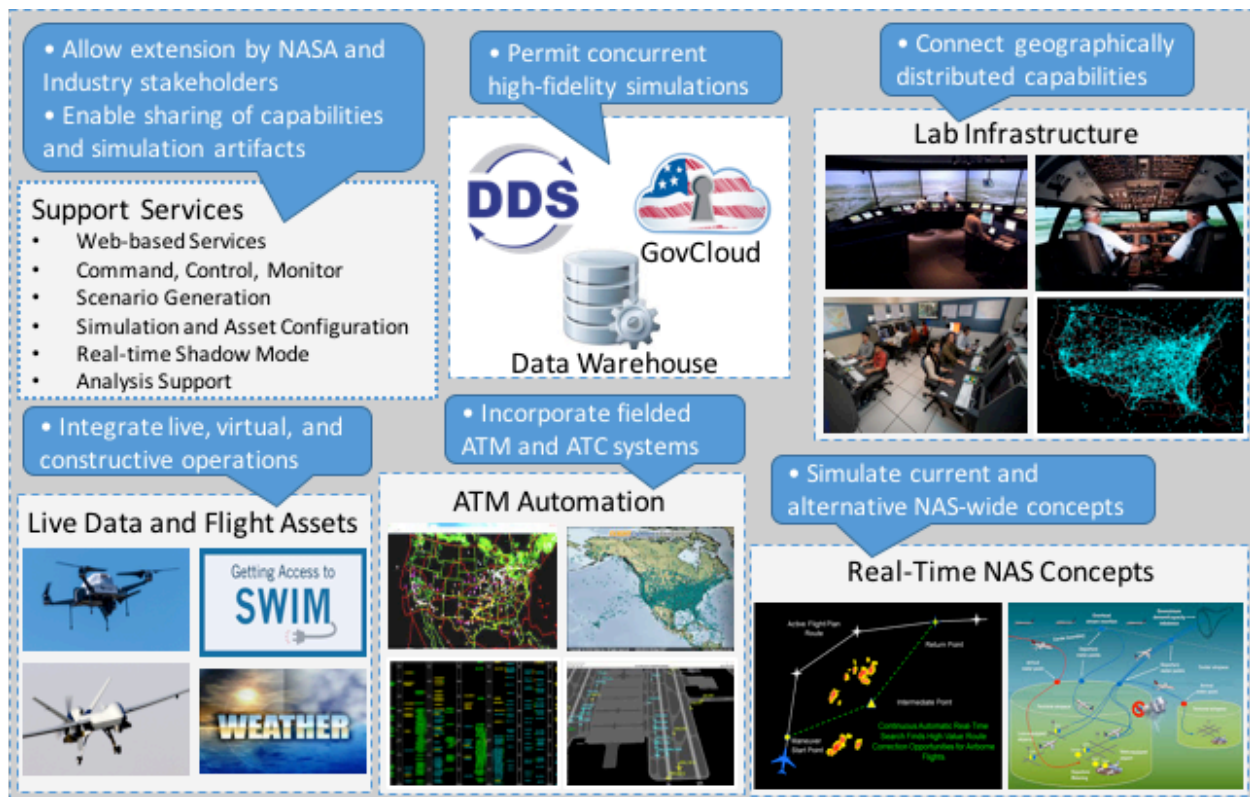 • Allow extension by NASA and
Industry stakeholders
• Enable sharing of capabilities
and simulation artifacts
• Permit concurrent
high-fidelity simulations
• Connect geographically
distributed capabilities
Support Services
• Web-based Services
• Command, Control, Monitor
• Scenario Generation
• Simulation and Asset Configuration
• Real-time Shadow Mode
• Analysis Support
DDS
GovCloud
Data Warehouse
Lab Infrastructure
• Integrate live, virtual, and
constructive operations
• Incorporate fielded
ATM and ATC systems
• Simulate current and
alternative NAS-wide concepts
Live Data and Flight Assets
Getting Access to
SWIM
WEATHER
ATM Automation
Real-Time NAS Concepts
Active Flight Plan
Route
Return Point
Intermediate Point
Maneuver
Start Point
Continuous Automatic Real-Time
Search Finds High Value Route
Correction Opportunities for Airborne
Flights